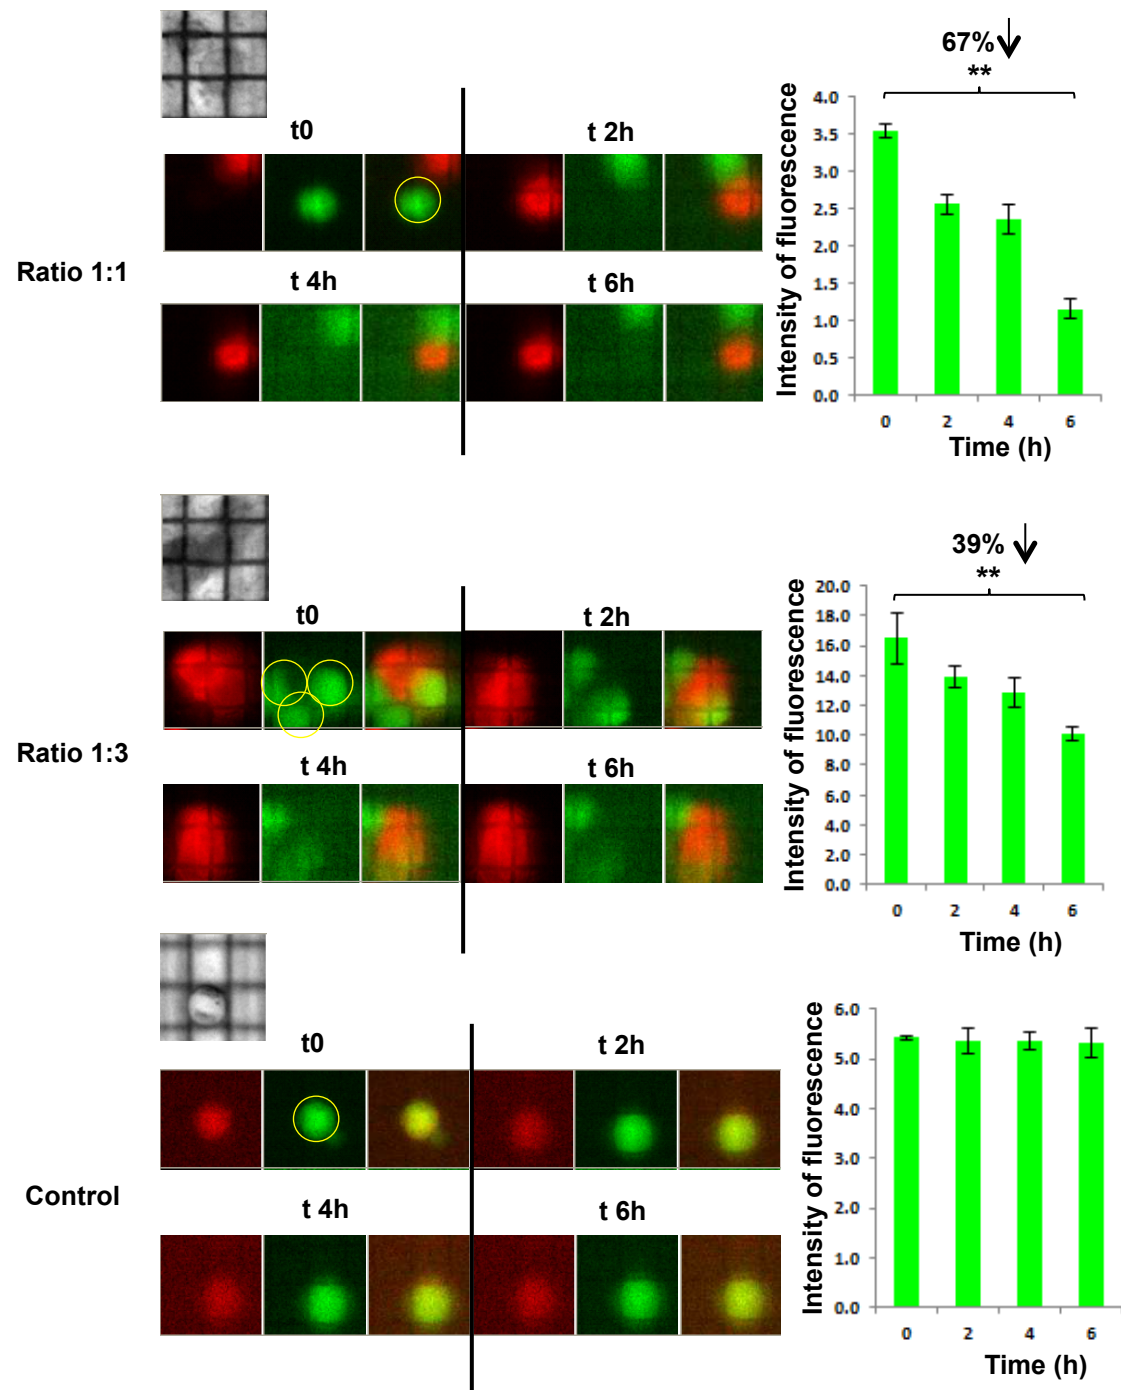 67% ↓
**
t0
t 2h
Ratio 1:1
t 4h
t 6h
Intensity of fluorescence
4.0
3.5
3.0
2.5
2.0
1.5
1.0
0.5
0.0
0 2 4 6
Time (h)
39% ↓
**
t0
t 2h
Ratio 1:3
t 4h
t 6h
Intensity of fluorescence
20.0
18.0
16.0
14.0
12.0
10.0
8.0
6.0
4.0
2.0
0.0
0 2 4 6
Time (h)
t0
t 2h
Control
t 4h
t 6h
Intensity of fluorescence
6.0
5.0
4.0
3.0
2.0
1.0
0.0
0 2 4 6
Time (h)